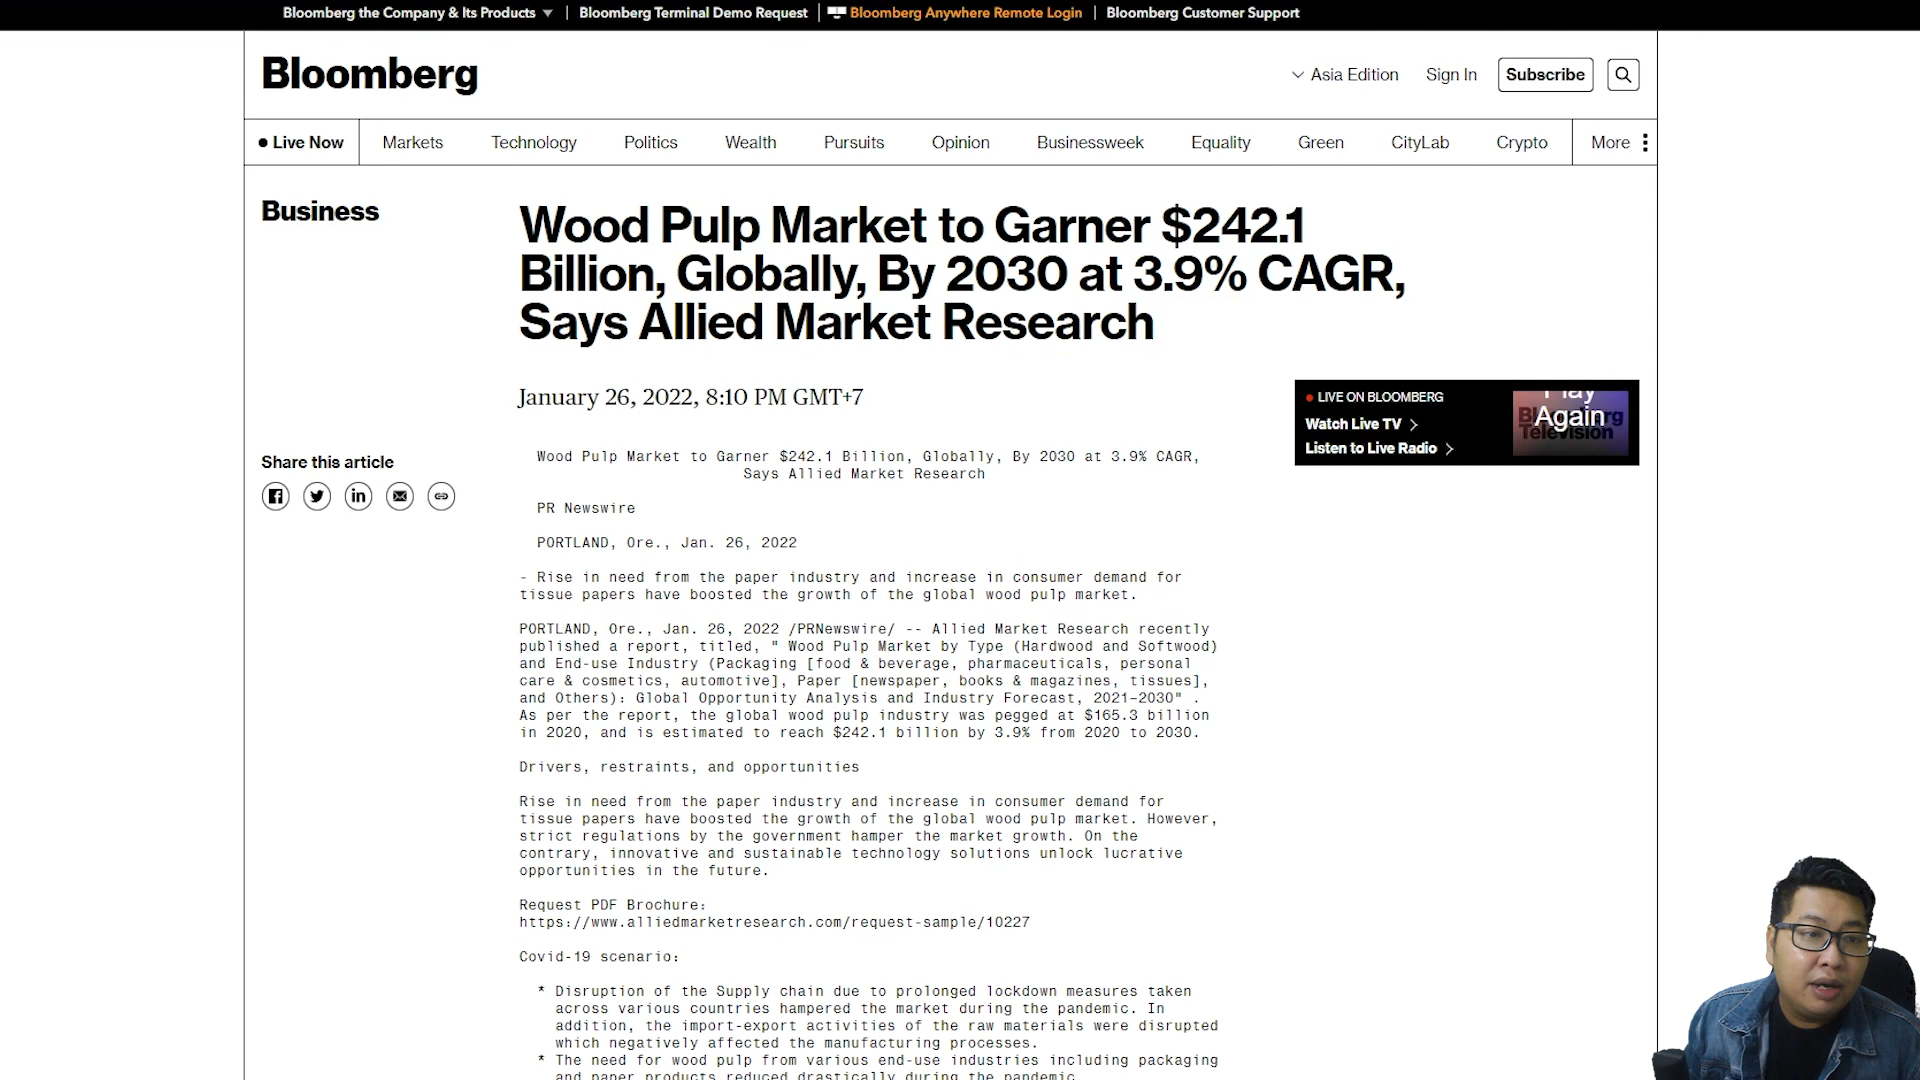 Bloomberg the Company & Its Products
Bloomberg Terminal Demo Request
Bloomberg Anywhere Remote Login
Bloomberg Customer Support
Bloomberg
Asia Edition
Sign In
Subscribe
Live Now
Markets
Technology
Politics
Wealth
Pursuits
Opinion
Businessweek
Equality
Green
CityLab
Crypto
More
Business
Wood Pulp Market to Garner $242.1
Billion, Globally, By 2030 at 3.9% CAGR,
Says Allied Market Research
January 26, 2022, 8:10 PM GMT+7
LIVE ON BLOOMBERG
Watch Live TV
Listen to Live Radio
Play
Again
Bloomberg
Television
Share this article
Wood Pulp Market to Garner $242.1 Billion, Globally, By 2030 at 3.9% CAGR,
Says Allied Market Research
PR Newswire
PORTLAND, Ore., Jan. 26, 2022
- Rise in need from the paper industry and increase in consumer demand for
tissue papers have boosted the growth of the global wood pulp market.
PORTLAND, Ore., Jan. 26, 2022 /PRNewswire/ -- Allied Market Research recently
published a report, titled, " Wood Pulp Market by Type (Hardwood and Softwood)
and End-use Industry (Packaging [food & beverage, pharmaceuticals, personal
care & cosmetics, automotive], Paper [newspaper, books & magazines, tissues],
and Others): Global Opportunity Analysis and Industry Forecast, 2021–2030" .
As per the report, the global wood pulp industry was pegged at $165.3 billion
in 2020, and is estimated to reach $242.1 billion by 3.9% from 2020 to 2030.
Drivers, restraints, and opportunities
Rise in need from the paper industry and increase in consumer demand for
tissue papers have boosted the growth of the global wood pulp market. However,
strict regulations by the government hamper the market growth. On the
contrary, innovative and sustainable technology solutions unlock lucrative
opportunities in the future.
Request PDF Brochure:
https://www.alliedmarketresearch.com/request-sample/10227
Covid-19 scenario:
* Disruption of the Supply chain due to prolonged lockdown measures taken
across various countries hampered the market during the pandemic. In
addition, the import-export activities of the raw materials were disrupted
which negatively affected the manufacturing processes.
* The need for wood pulp from various end-use industries including packaging
and paper products reduced drastically during the pandemic.